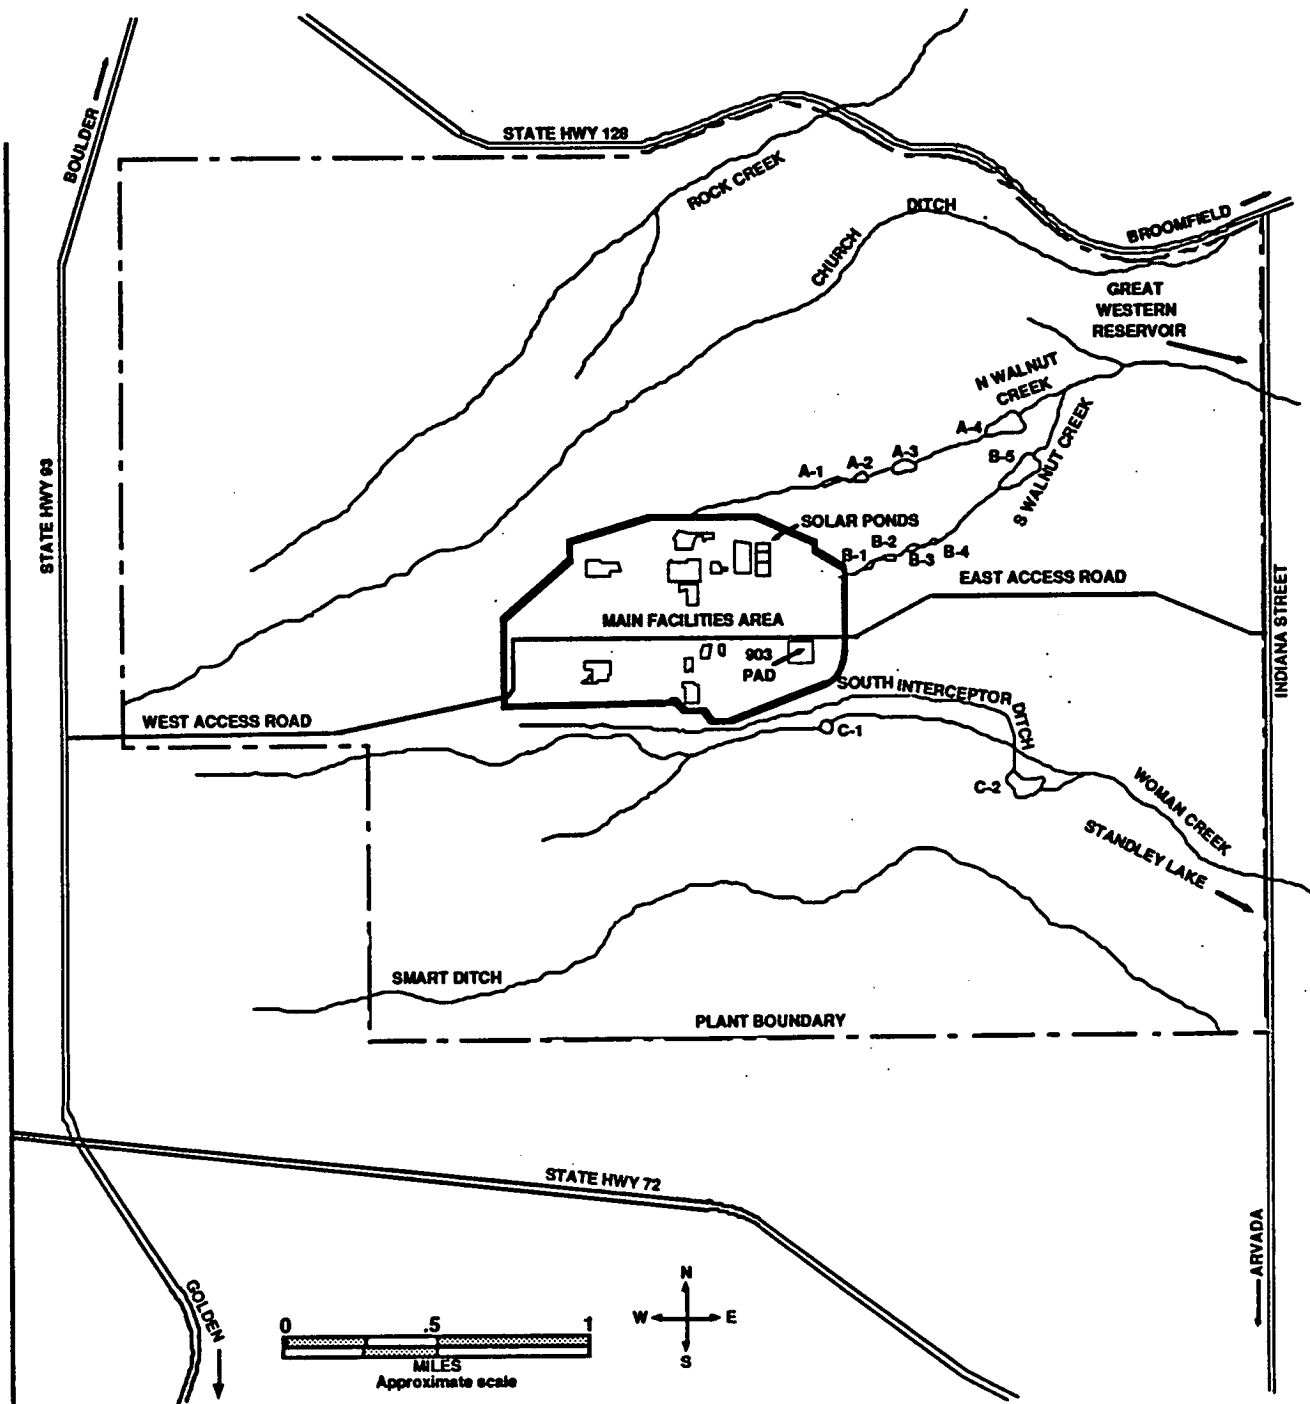 BOULDER
STATE HWY 128
ROCK CREEK
DITCH
BROOMFIELD
CHURCH
GREAT
WESTERN
RESERVOIR
N WALNUT
CREEK
A-4
A-3
A-2
A-1
B-5
S WALNUT CREEK
STATE HWY 93
SOLAR PONDS
B-1
B-2
B-3
B-4
EAST ACCESS ROAD
MAIN FACILITIES AREA
903
PAD
INDIANA STREET
SOUTH INTERCEPTOR DITCH
WEST ACCESS ROAD
C-1
C-2
WOMAN CREEK
STANDLEY LAKE
SMART DITCH
PLANT BOUNDARY
STATE HWY 72
ARVADA
GOLDEN
N
W E
S
0 .5 1
MILES
Approximate scale